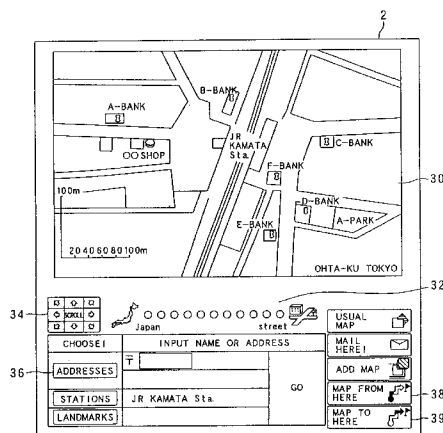 2
B-BANK
A-BANK
JR
KAMATA
Sta.
OO SHOP
C-BANK
F-BANK
100m
D-BANK
A-PARK
E-BANK
20 40 60 80 100m
OHTA-KU TOKYO
30
32
34
SCROLL
Japan
street
USUAL
MAP
CHOOSE!
INPUT NAME OR ADDRESS
MAIL
HERE!
36
ADDRESSES
〒
GO
ADD MAP
STATIONS
JR KAMATA Sta.
MAP FROM
HERE
38
LANDMARKS
MAP TO
HERE
39